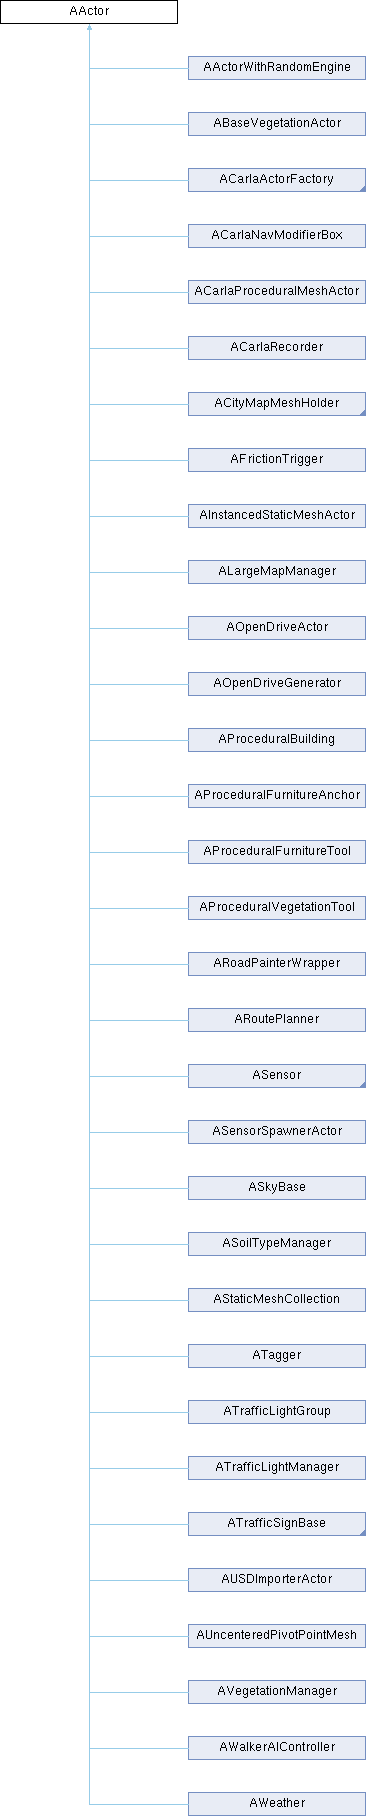 AActor
AActorWithRandomEngine
ABaseVegetationActor
ACarlaActorFactory
ACarlaNavModifierBox
ACarlaProceduralMeshActor
ACarlaRecorder
ACityMapMeshHolder
AFrictionTrigger
AInstancedStaticMeshActor
ALargeMapManager
AOpenDriveActor
AOpenDriveGenerator
AProceduralBuilding
AProceduralFurnitureAnchor
AProceduralFurnitureTool
AProceduralVegetationTool
ARoadPainterWrapper
ARoutePlanner
ASensor
ASensorSpawnerActor
ASkyBase
ASoilTypeManager
AStaticMeshCollection
ATagger
ATrafficLightGroup
ATrafficLightManager
ATrafficSignBase
AUSDImporterActor
AUncenteredPivotPointMesh
AVegetationManager
AWalkerAIController
AWeather